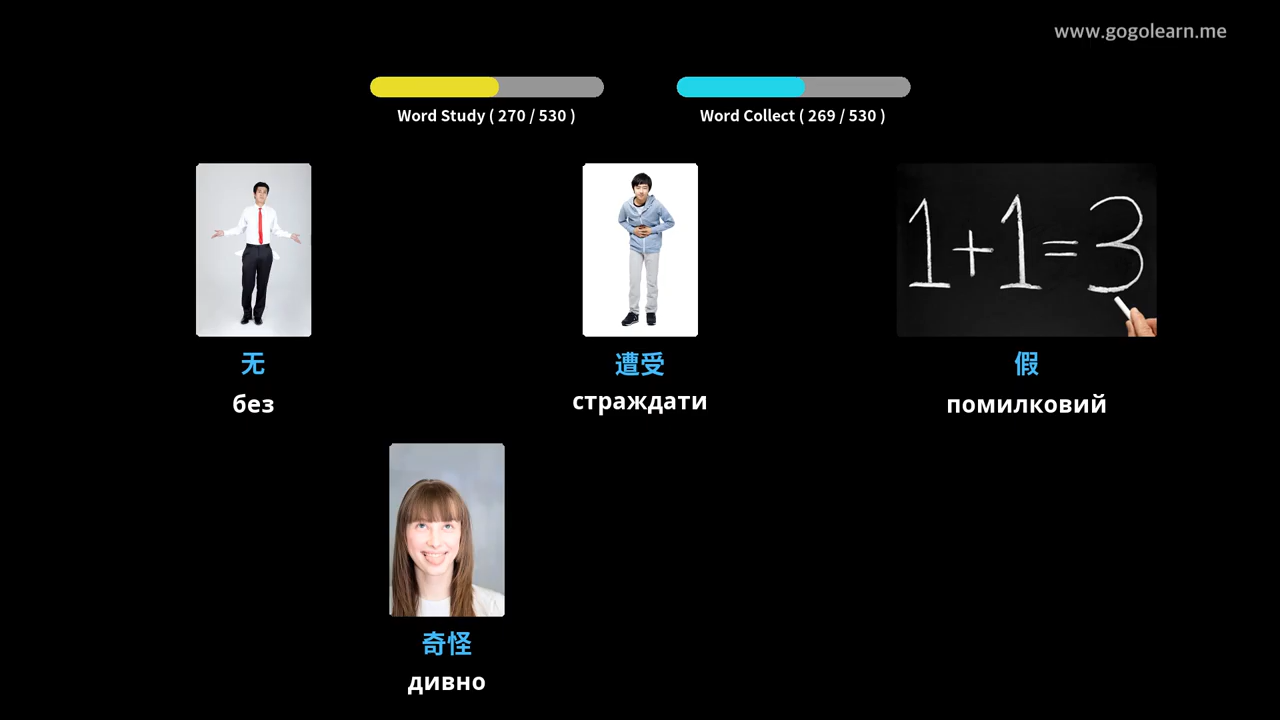 www.gogolearn.me
Word Study ( 270 / 530 )
Word Collect ( 269 / 530 )
1+1=3
无
без
遭受
страждати
假
помилковий
奇怪
дивно